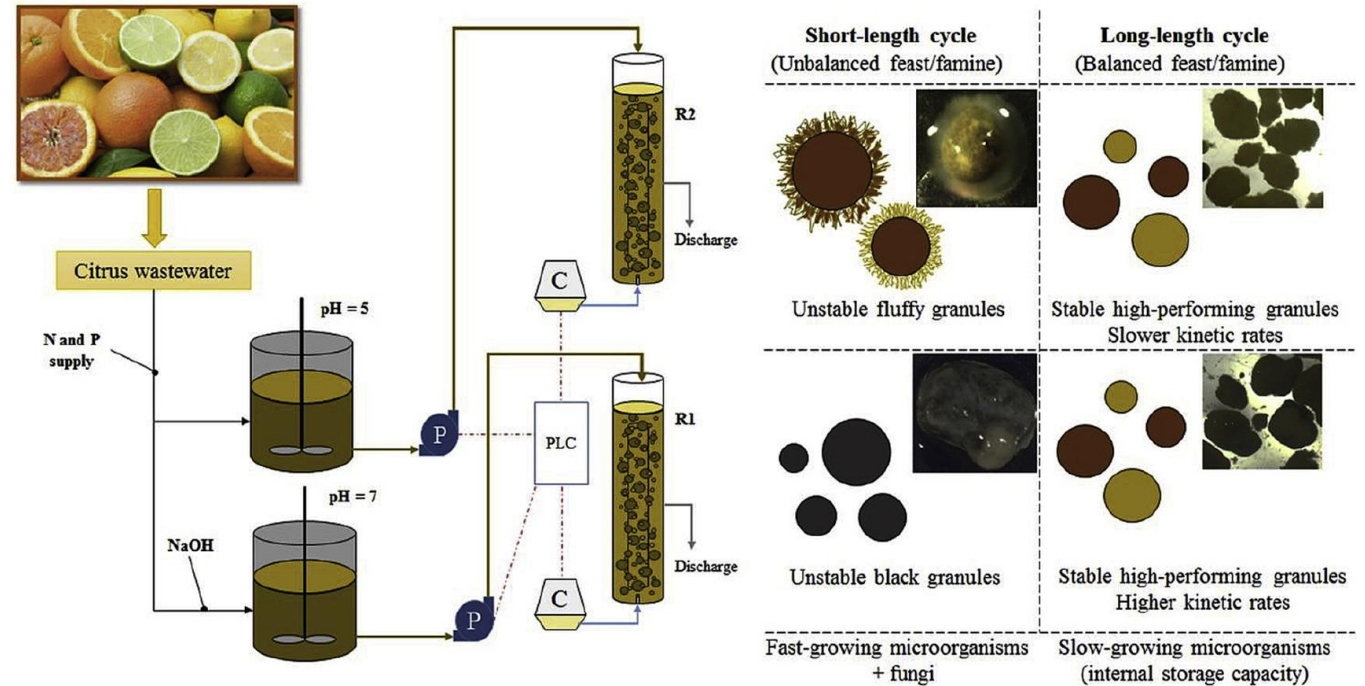 Citrus wastewater
N and P
supply
pH = 5
NaOH
pH = 7
P
P
PLC
C
C
R2
Discharge
R1
Discharge
Short-length cycle
(Unbalanced feast/famine)
Long-length cycle
(Balanced feast/famine)
Unstable fluffy granules
Stable high-performing granules
Slower kinetic rates
Unstable black granules
Stable high-performing granules
Higher kinetic rates
Fast-growing microorganisms
+ fungi
Slow-growing microorganisms
(internal storage capacity)